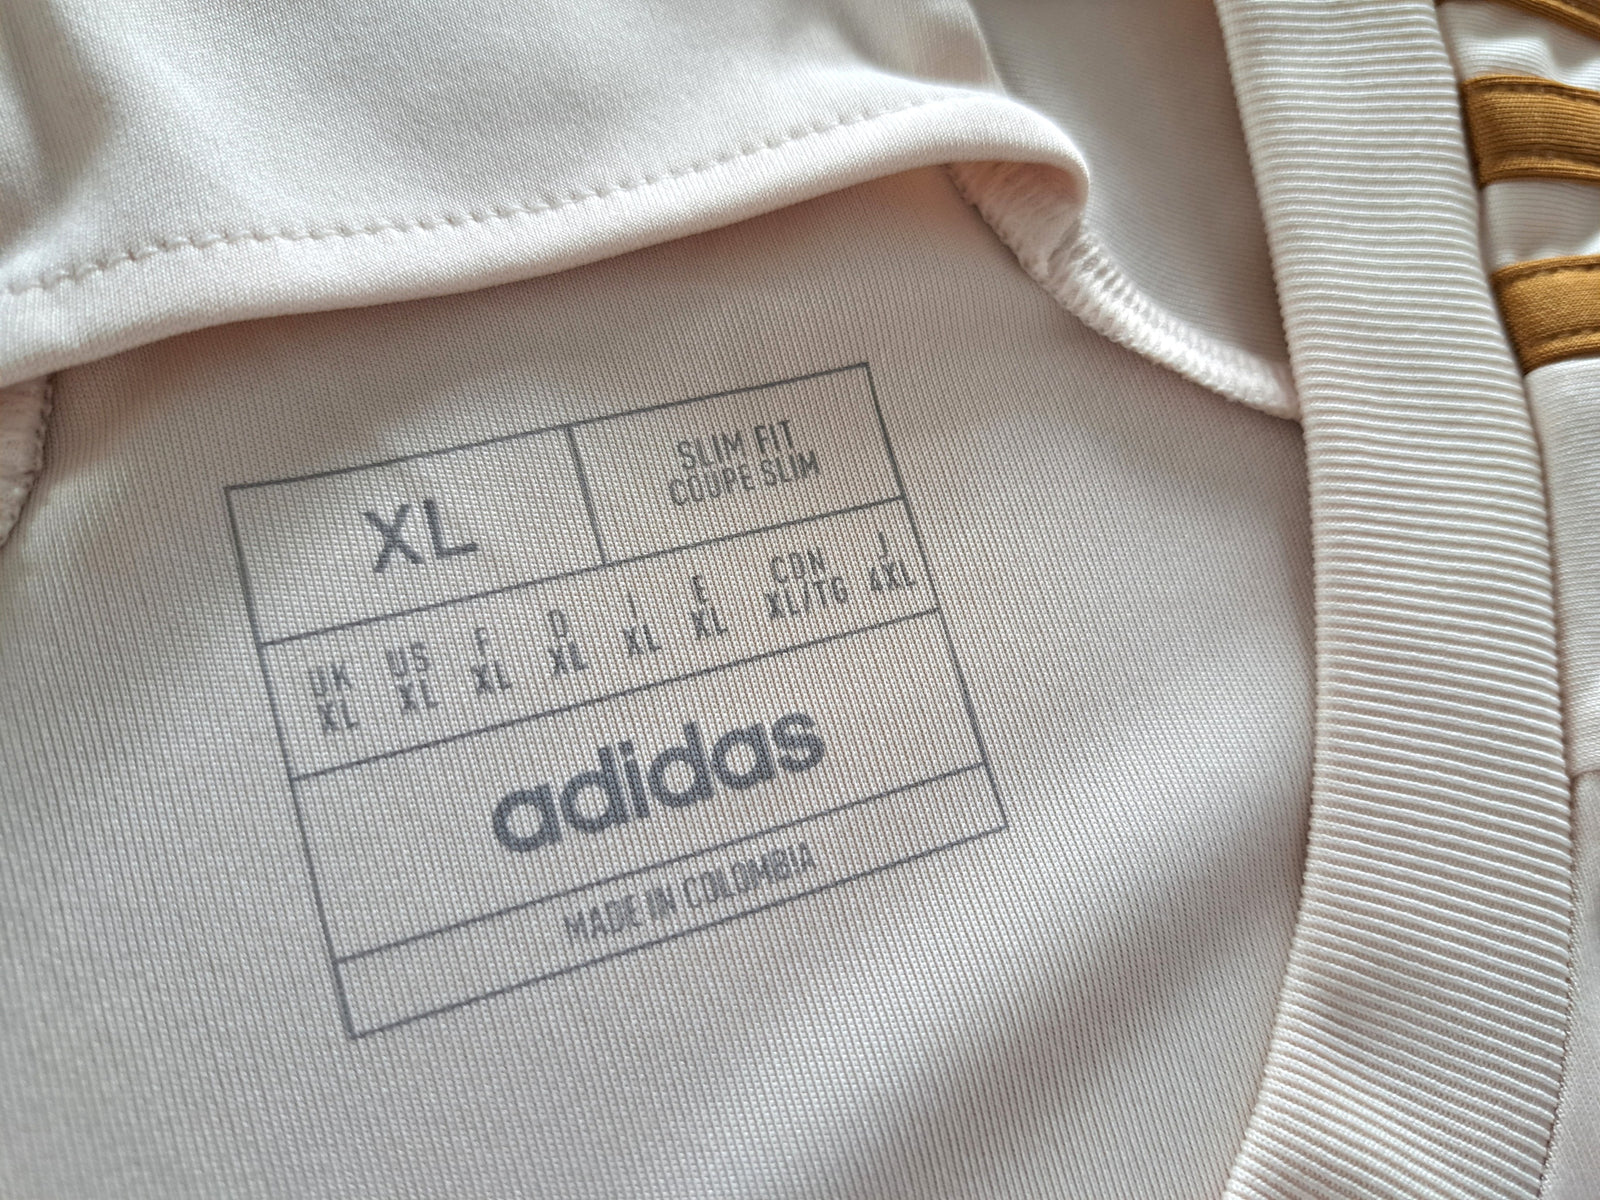 XL
SLIM FIT
COUPE SLIM
UK US F D I E CDN J
XL XL XL XL XL XL XL/TG 4XL
adidas
MADE IN COLOMBIA